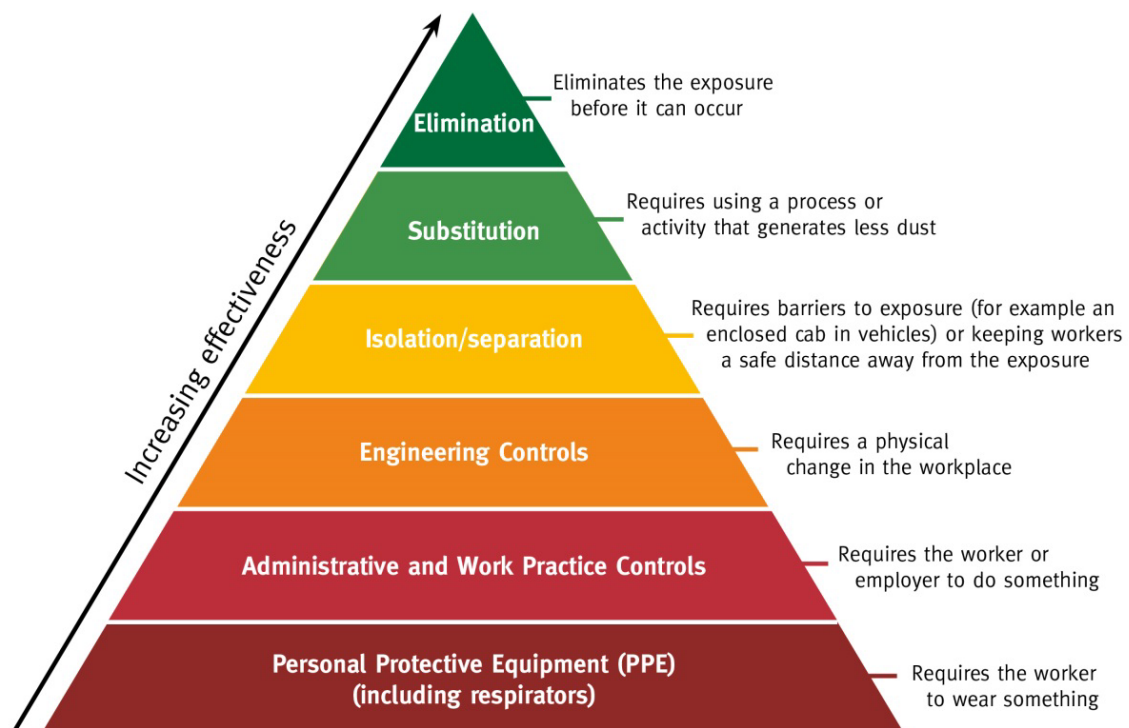 Increasing effectiveness
Elimination
Eliminates the exposure
before it can occur
Substitution
Requires using a process or
activity that generates less dust
Isolation/separation
Requires barriers to exposure (for example an
enclosed cab in vehicles) or keeping workers
a safe distance away from the exposure
Engineering Controls
Requires a physical
change in the workplace
Administrative and Work Practice Controls
Requires the worker or
employer to do something
Personal Protective Equipment (PPE)
(including respirators)
Requires the worker
to wear something